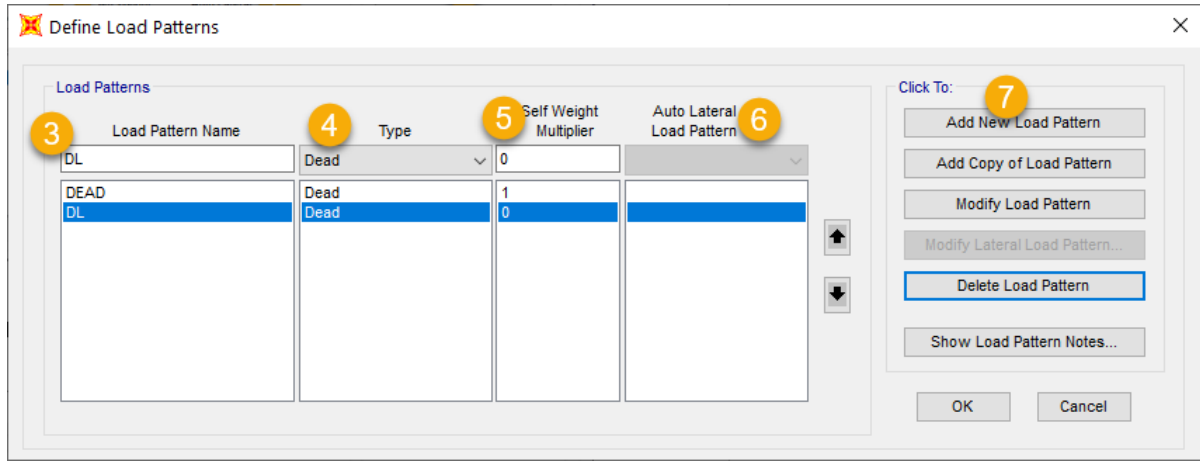 Define Load Patterns
Load Patterns
Click To:
3
Load Pattern Name
4
Type
5
Self Weight
Multiplier
Auto Lateral
Load Pattern
6
7
DL
Dead
0
DEAD
Dead
1
DL
Dead
0
Add New Load Pattern
Add Copy of Load Pattern
Modify Load Pattern
Modify Lateral Load Pattern...
Delete Load Pattern
Show Load Pattern Notes...
OK
Cancel